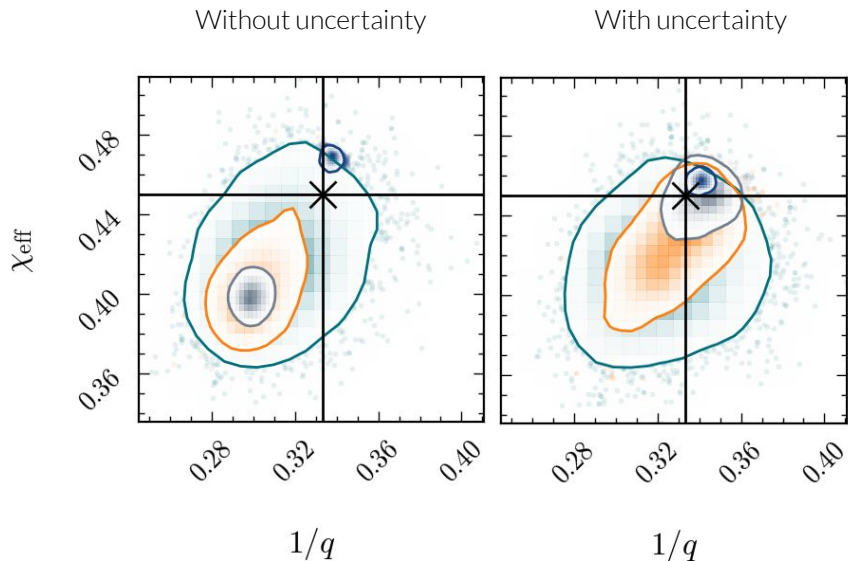 Without uncertainty With uncertainty
0.48
0.44
χeff
0.40
0.36
0.28 0.32 0.36 0.40 0.28 0.32 0.36 0.40
1/q 1/q